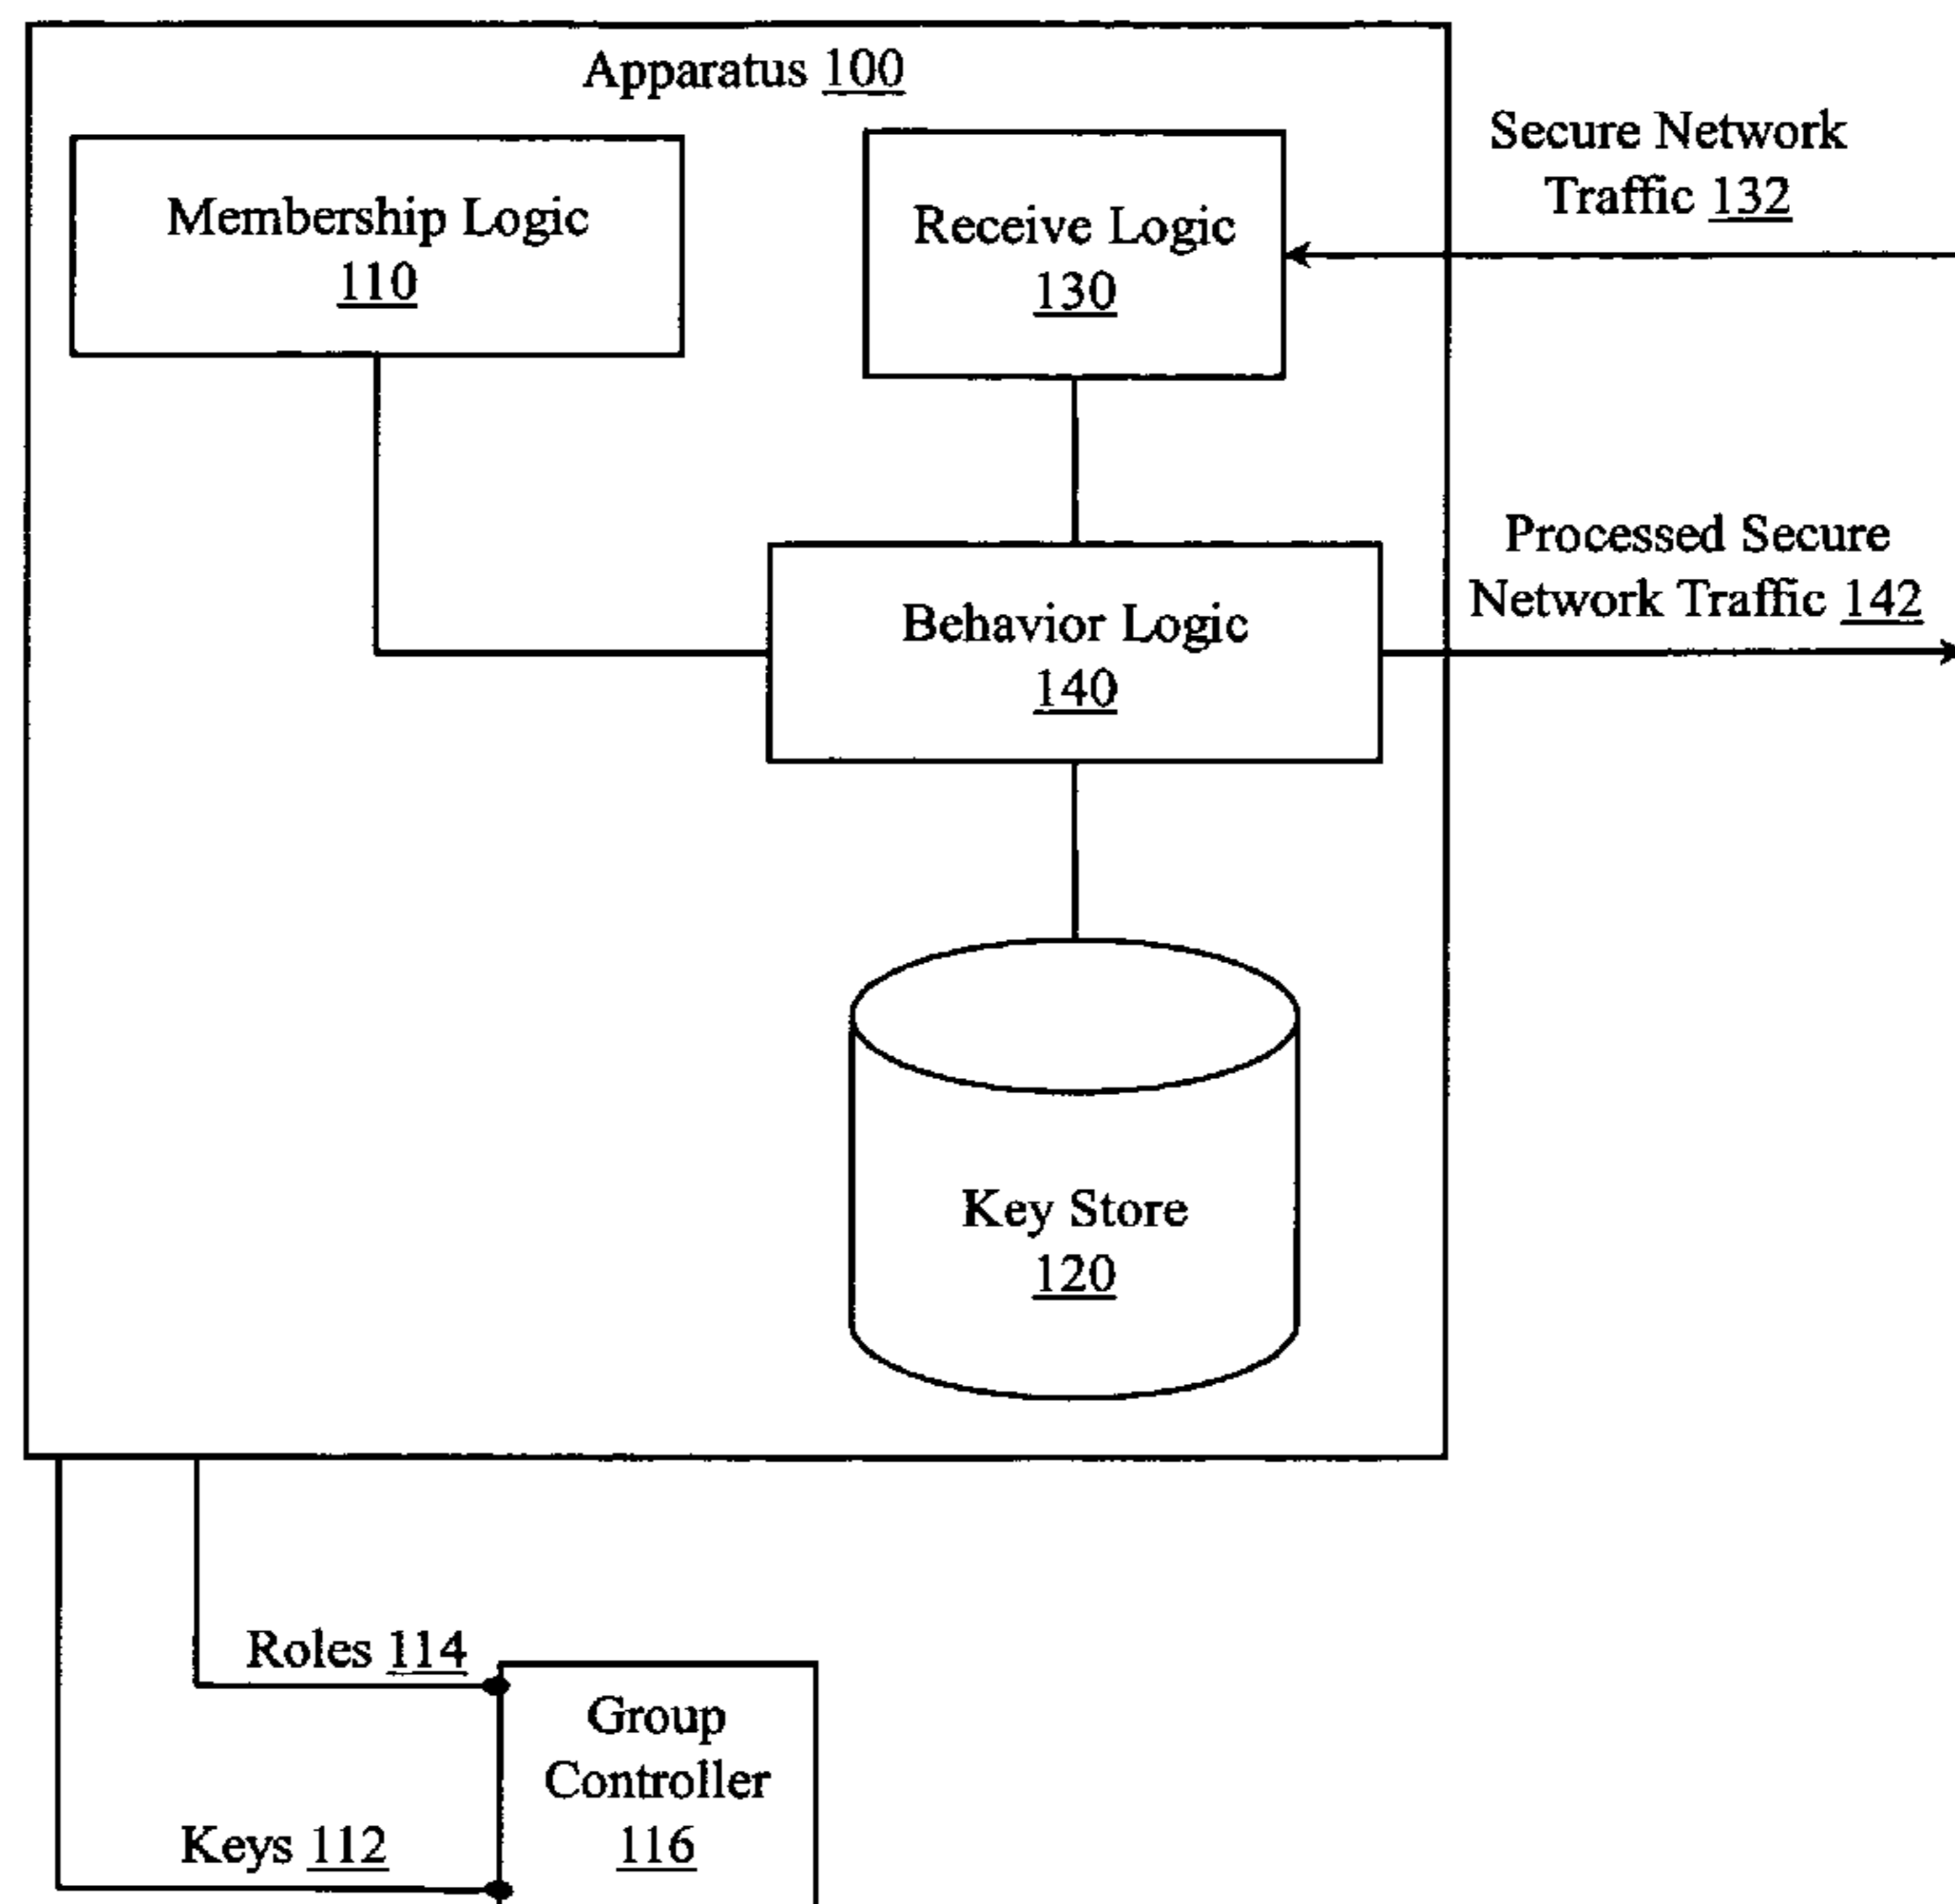 Apparatus 100
Membership Logic
110
Receive Logic
130
Secure Network
Traffic 132
Behavior Logic
140
Processed Secure
Network Traffic 142
Key Store
120
Roles 114
Group
Controller
116
Keys 112